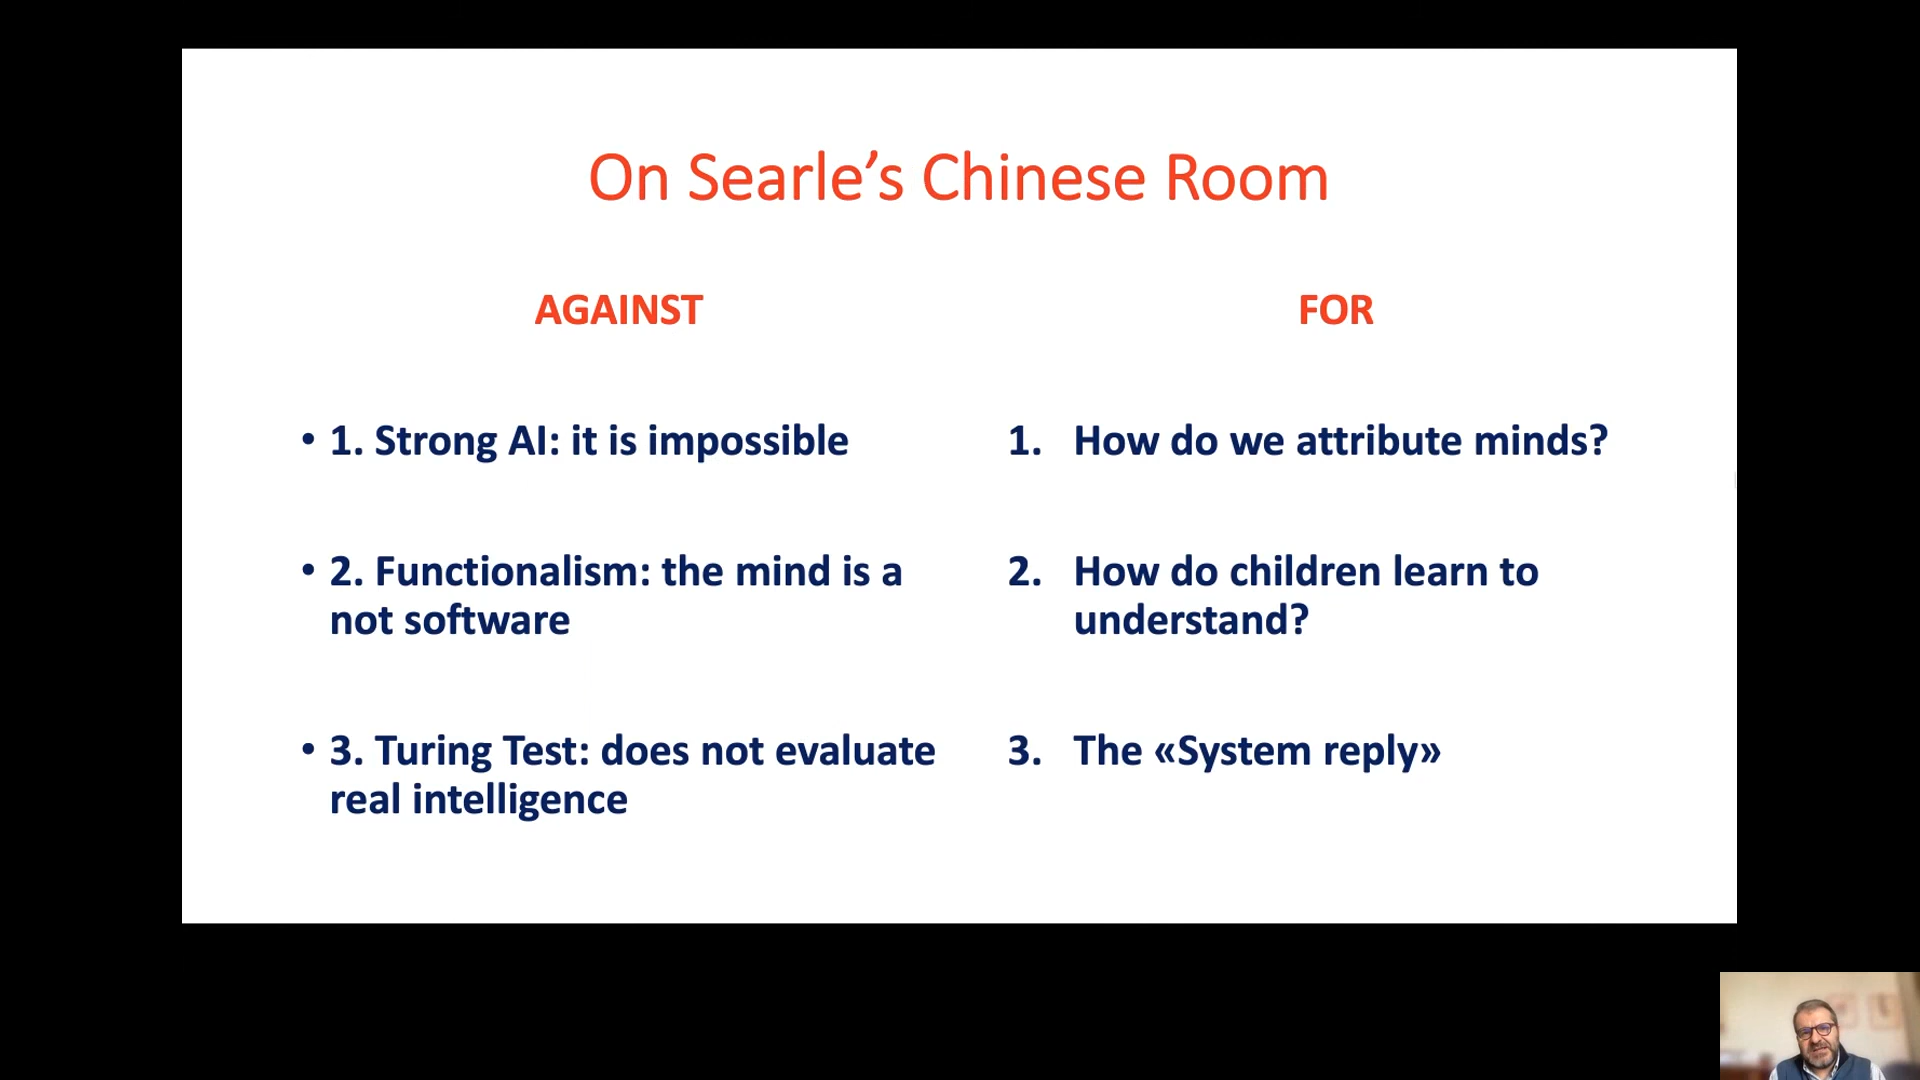 On Searle’s Chinese Room
AGAINST
• 1. Strong AI: it is impossible
• 2. Functionalism: the mind is a
not software
• 3. Turing Test: does not evaluate
real intelligence
FOR
1. How do we attribute minds?
2. How do children learn to
understand?
3. The «System reply»